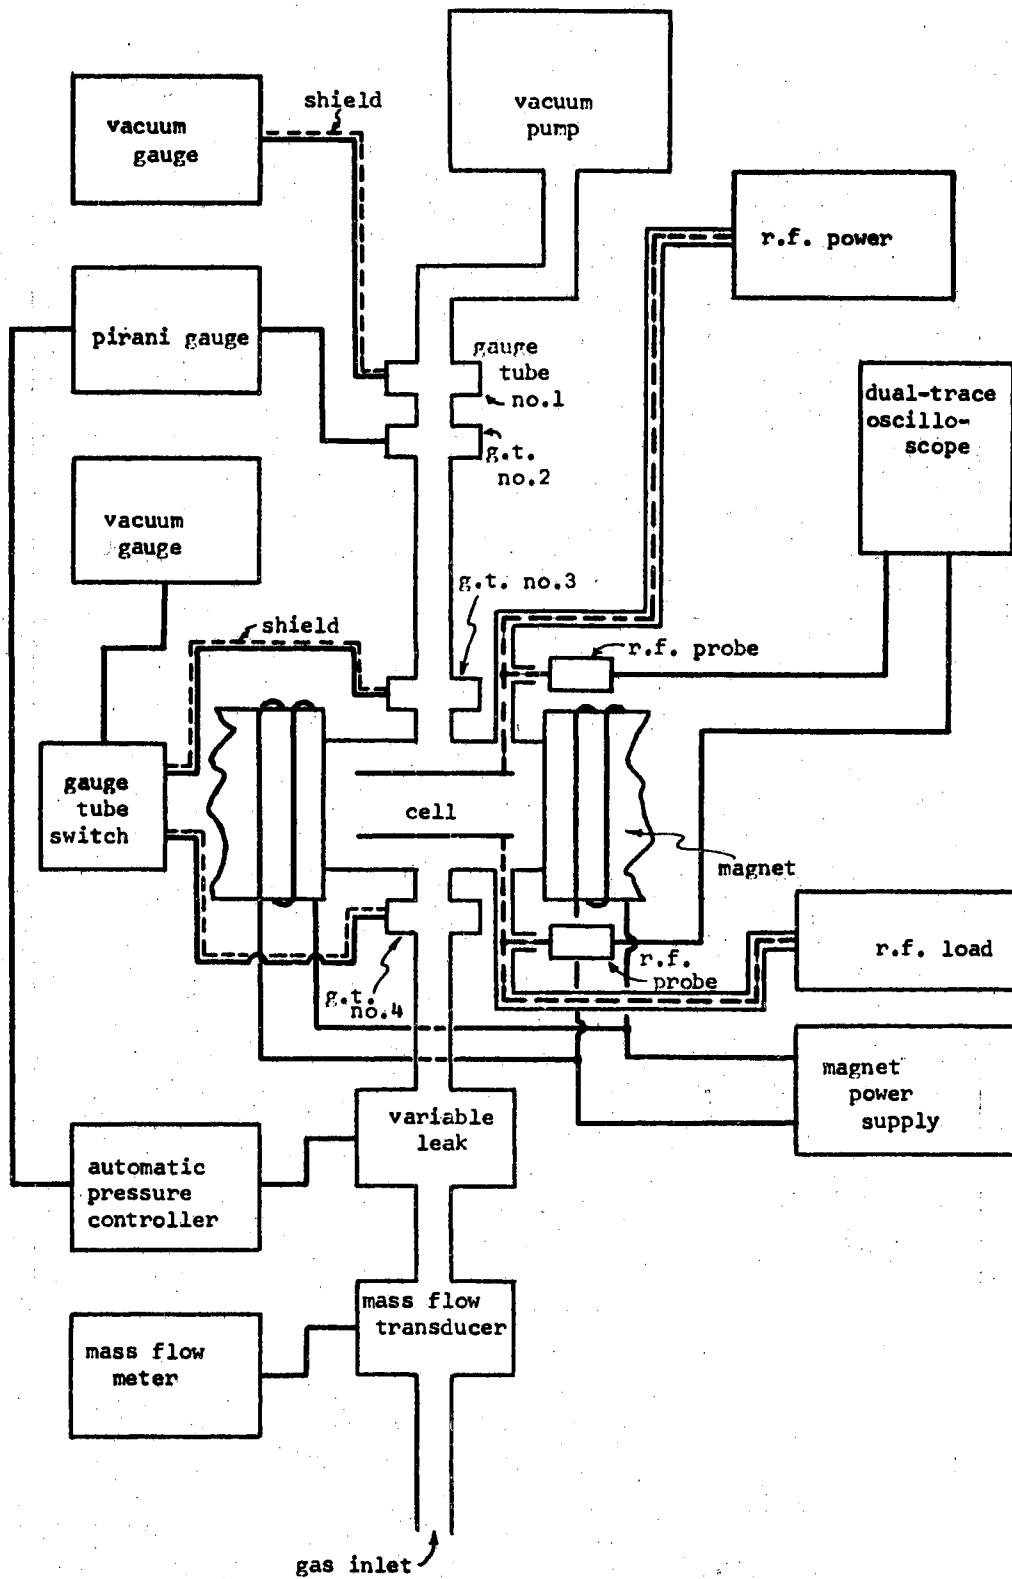 vacuum
pump
shield
vacuum
gauge
r.f. power
pirani gauge
gauge
tube
no.1
g.t.
no.2
dual-trace
oscillo-
scope
vacuum
gauge
g.t. no.3
shield
r.f. probe
gauge
tube
switch
cell
magnet
r.f. load
r.f.
probe
g.t.
no.4
magnet
power
supply
variable
leak
automatic
pressure
controller
mass flow
transducer
mass flow
meter
gas inlet